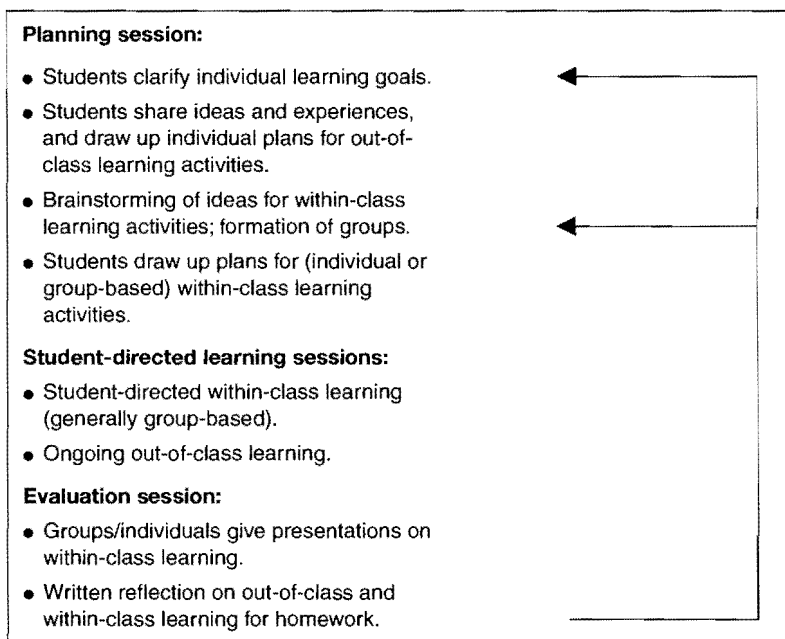 Planning session:
● Students clarify individual learning goals.
● Students share ideas and experiences,
and draw up individual plans for out-of-
class learning activities.
● Brainstorming of ideas for within-class
learning activities; formation of groups.
● Students draw up plans for (individual or
group-based) within-class learning
activities.
Student-directed learning sessions:
● Student-directed within-class learning
(generally group-based).
● Ongoing out-of-class learning.
Evaluation session:
● Groups/individuals give presentations on
within-class learning.
● Written reflection on out-of-class and
within-class learning for homework.